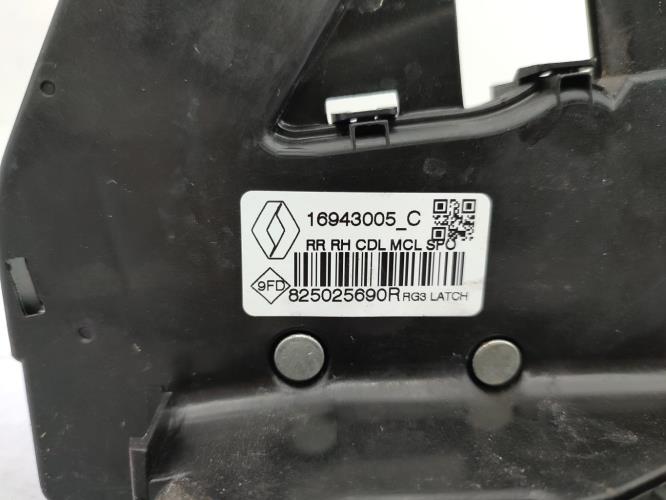 16943005_C
RR RH CDL MCL SPO
9FD 825025690R RG3 LATCH